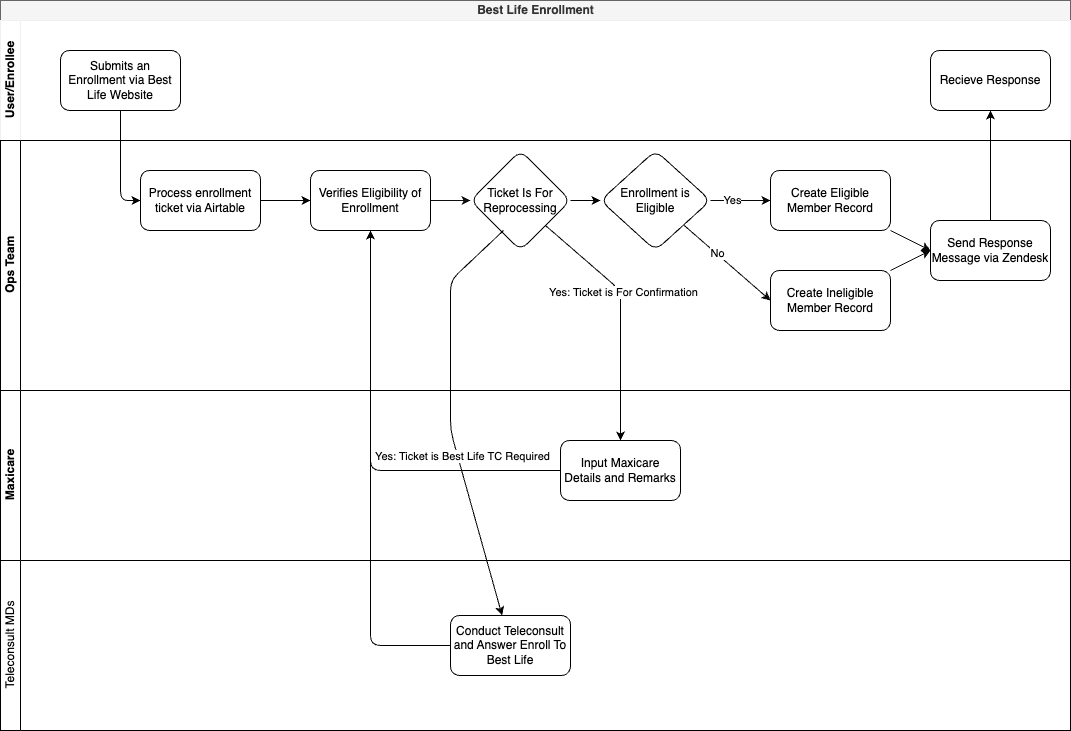 Best Life Enrollment
User/Enrollee
Submits an
Enrollment via Best
Life Website
Recieve Response
Ops Team
Process enrollment
ticket via Airtable
Verifies Eligibility of
Enrollment
Ticket Is For
Reprocessing
Enrollment is
Eligible
Yes
Create Eligible
Member Record
No
Send Response
Message via Zendesk
Yes: Ticket is For Confirmation
Create Ineligible
Member Record
Maxicare
Yes: Ticket is Best Life TC Required
Input Maxicare
Details and Remarks
Teleconsult MDs
Conduct Teleconsult
and Answer Enroll To
Best Life